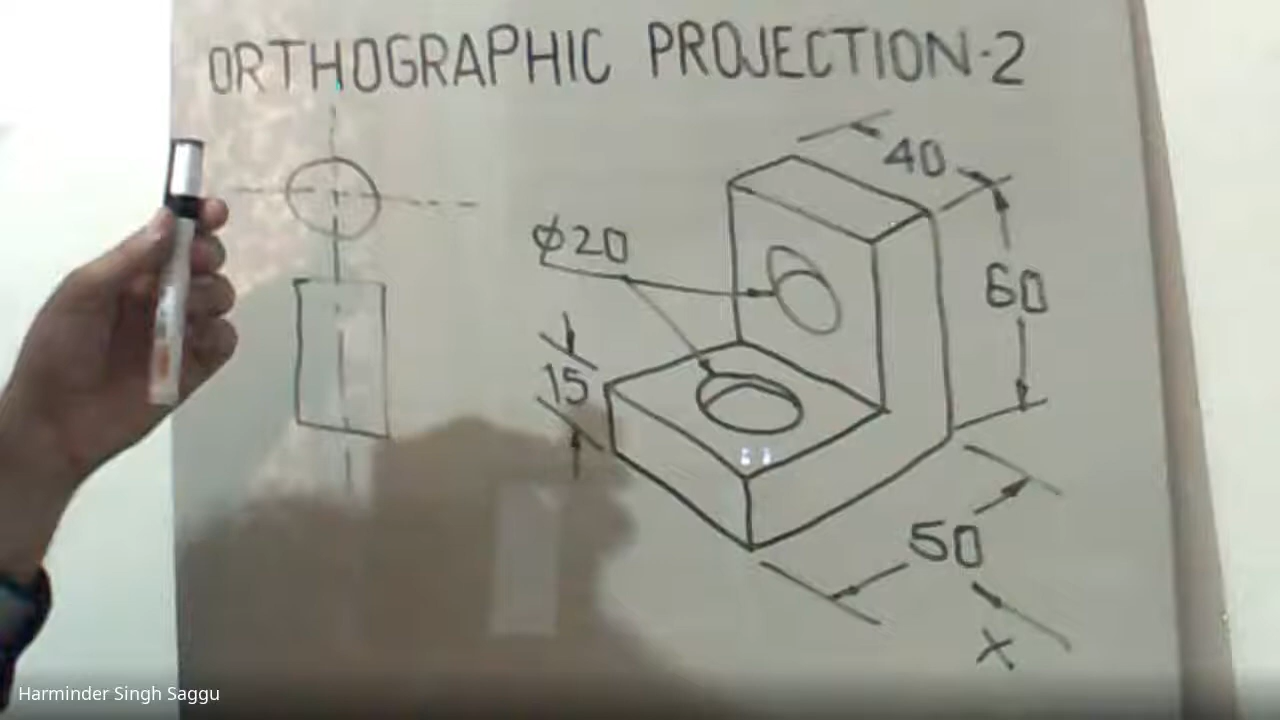 ORTHOGRAPHIC PROJECTION-2
40
ϕ20
60
15
50
X
Harminder Singh Saggu